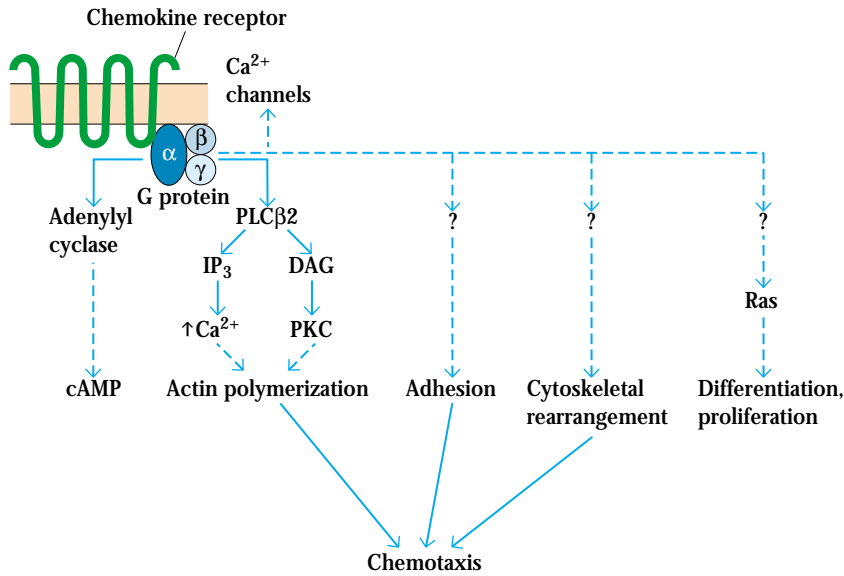 Chemokine receptor
Ca²⁺
channels
α
β
γ
G protein
Adenylyl
cyclase
PLCβ2
?
?
?
IP₃
DAG
Ras
↑Ca²⁺
PKC
cAMP
Actin polymerization
Adhesion
Cytoskeletal
rearrangement
Differentiation,
proliferation
Chemotaxis